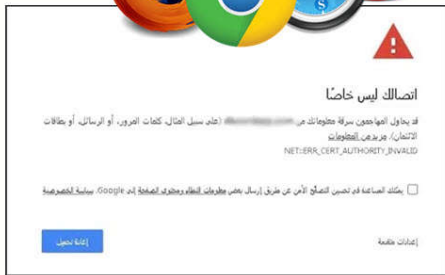 اتصالك ليس خاصًا
قد يحاول المهاجمون سرقة معلوماتك من (على سبيل المثال، كلمات المرور، أو الرسائل، أو بطاقات
الائتمان). مزيد من المعلومات
NET::ERR_CERT_AUTHORITY_INVALID
يمكنك المساعدة في تحسين التصفح الآمن عن طريق إرسال بعض معلومات النظام ومحتوى الصفحة إلى Google. سياسة الخصوصية
إعدادات متقدمة
إعادة تحميل